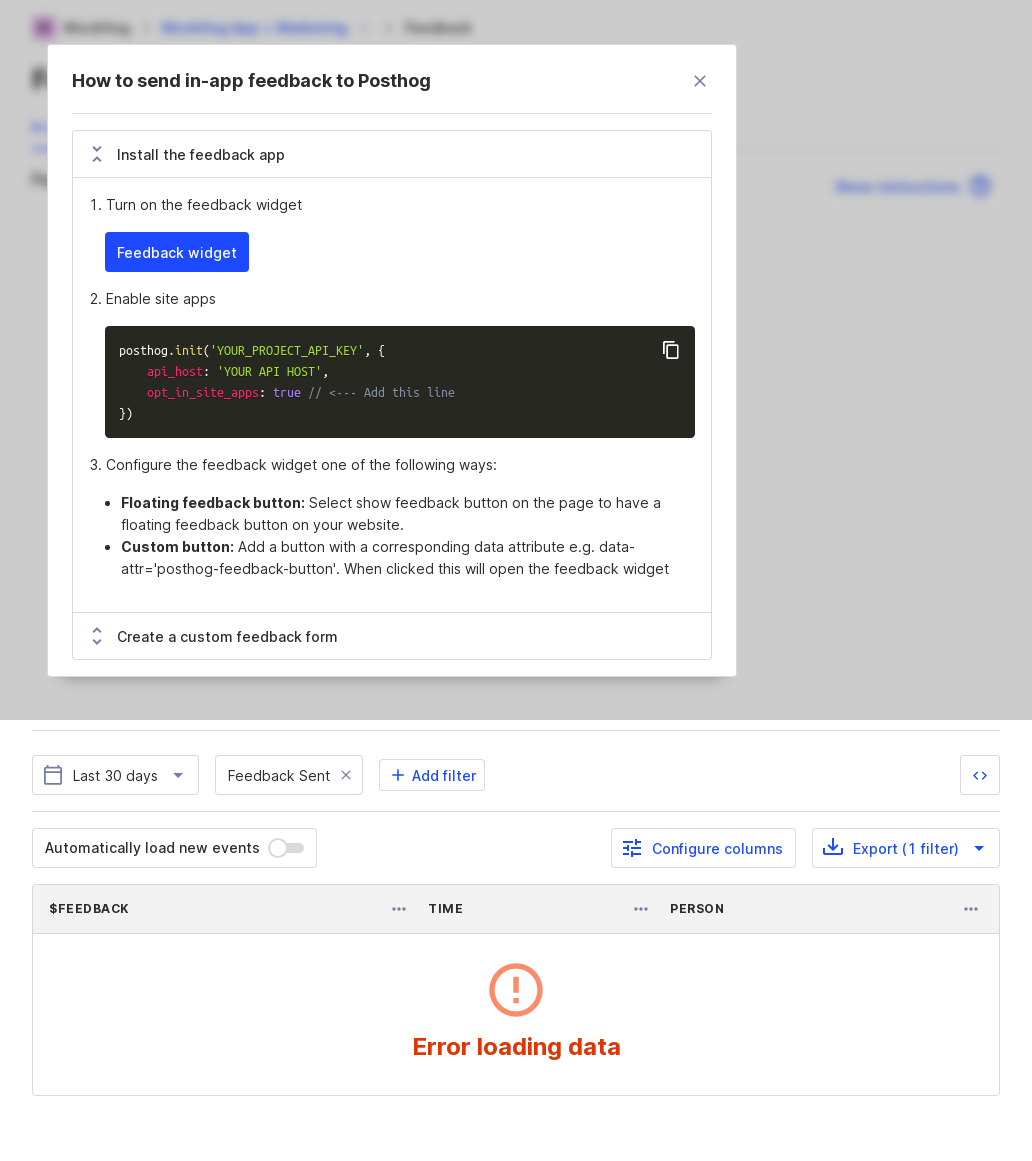 How to send in-app feedback to Posthog
Install the feedback app
1. Turn on the feedback widget
Feedback widget
2. Enable site apps
posthog.init('YOUR_PROJECT_API_KEY', {
api_host: 'YOUR API HOST',
opt_in_site_apps: true // <--- Add this line
})
3. Configure the feedback widget one of the following ways:
• Floating feedback button: Select show feedback button on the page to have a
floating feedback button on your website.
• Custom button: Add a button with a corresponding data attribute e.g. data-
attr='posthog-feedback-button'. When clicked this will open the feedback widget
Create a custom feedback form
Show instructions
Last 30 days
Feedback Sent
Add filter
Automatically load new events
Configure columns
Export (1 filter)
$FEEDBACK
TIME
PERSON
Error loading data